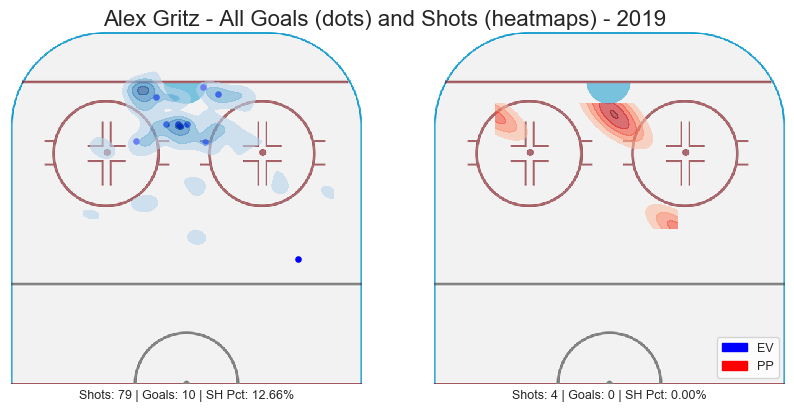 Alex Gritz - All Goals (dots) and Shots (heatmaps) - 2019
EV
PP
Shots: 79 | Goals: 10 | SH Pct: 12.66%
Shots: 4 | Goals: 0 | SH Pct: 0.00%